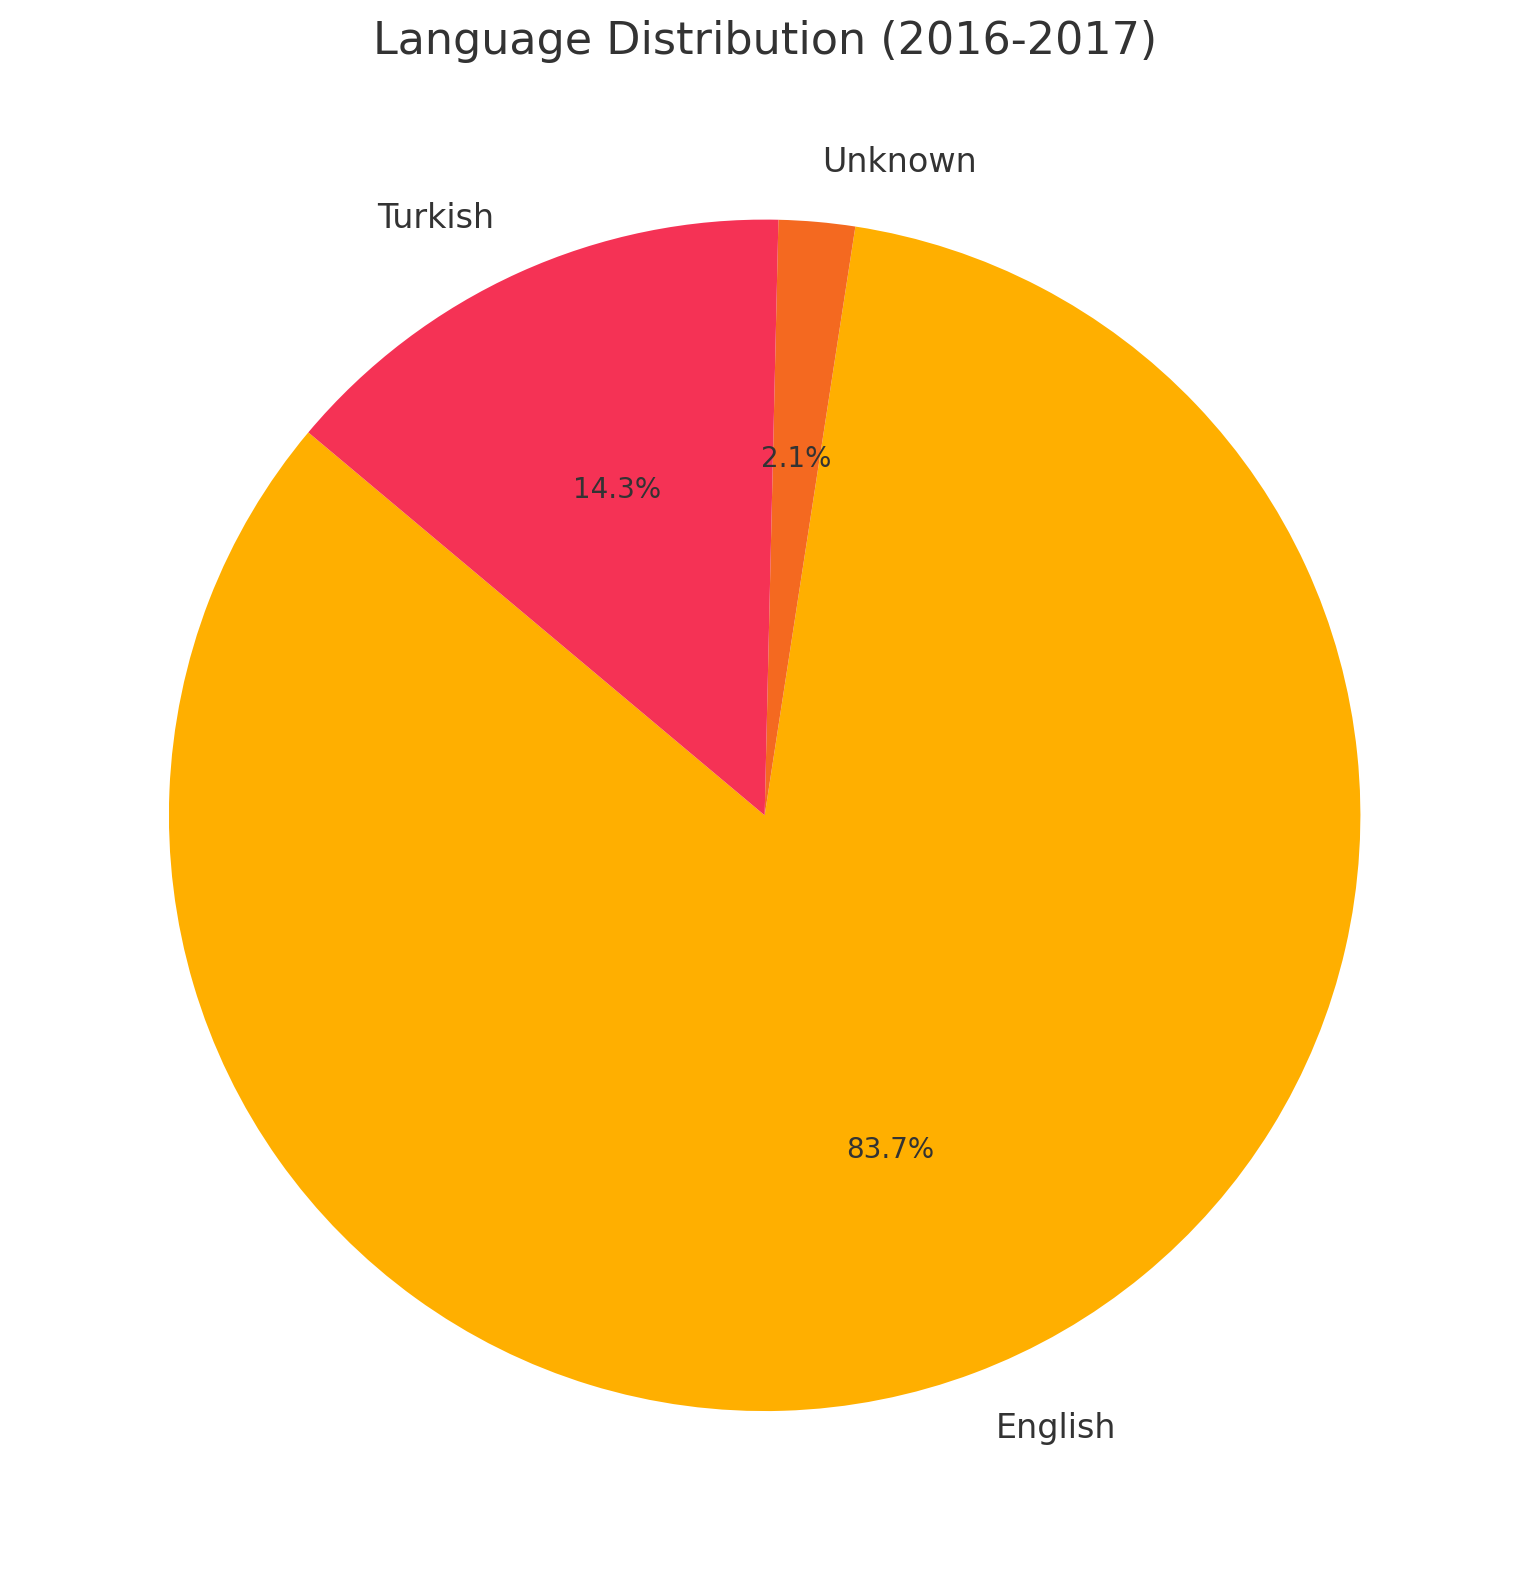 Language Distribution (2016-2017)
Unknown
Turkish
2.1%
14.3%
83.7%
English